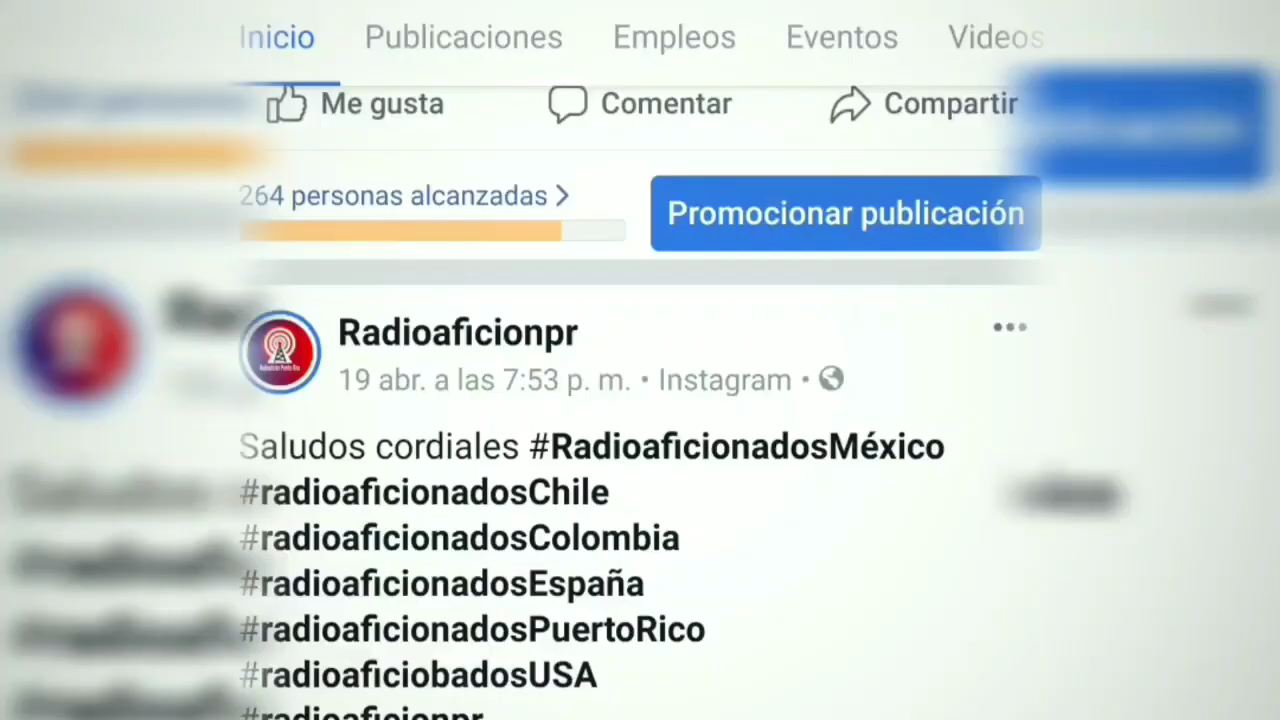 Inicio Publicaciones Empleos Eventos Videos
Me gusta Comentar Compartir
264 personas alcanzadas
Promocionar publicación
Radioaficionpr
19 abr. a las 7:53 p. m. • Instagram •
Saludos cordiales #RadioaficionadosMéxico
#radioaficionadosChile
#radioaficionadosColombia
#radioaficionadosEspaña
#radioaficionadosPuertoRico
#radioaficiobadosUSA
#radioaficionpr